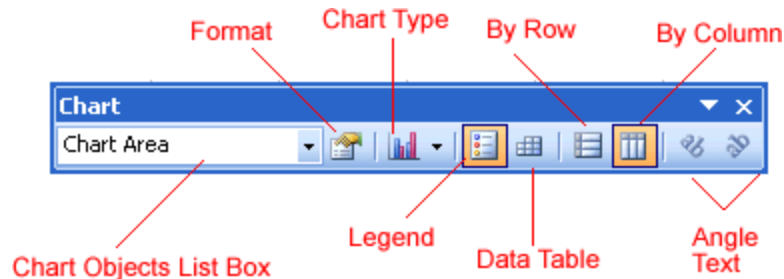 Format
Chart Type
By Row
By Column
Chart
Chart Area
Chart Objects List Box
Legend
Data Table
Angle
Text